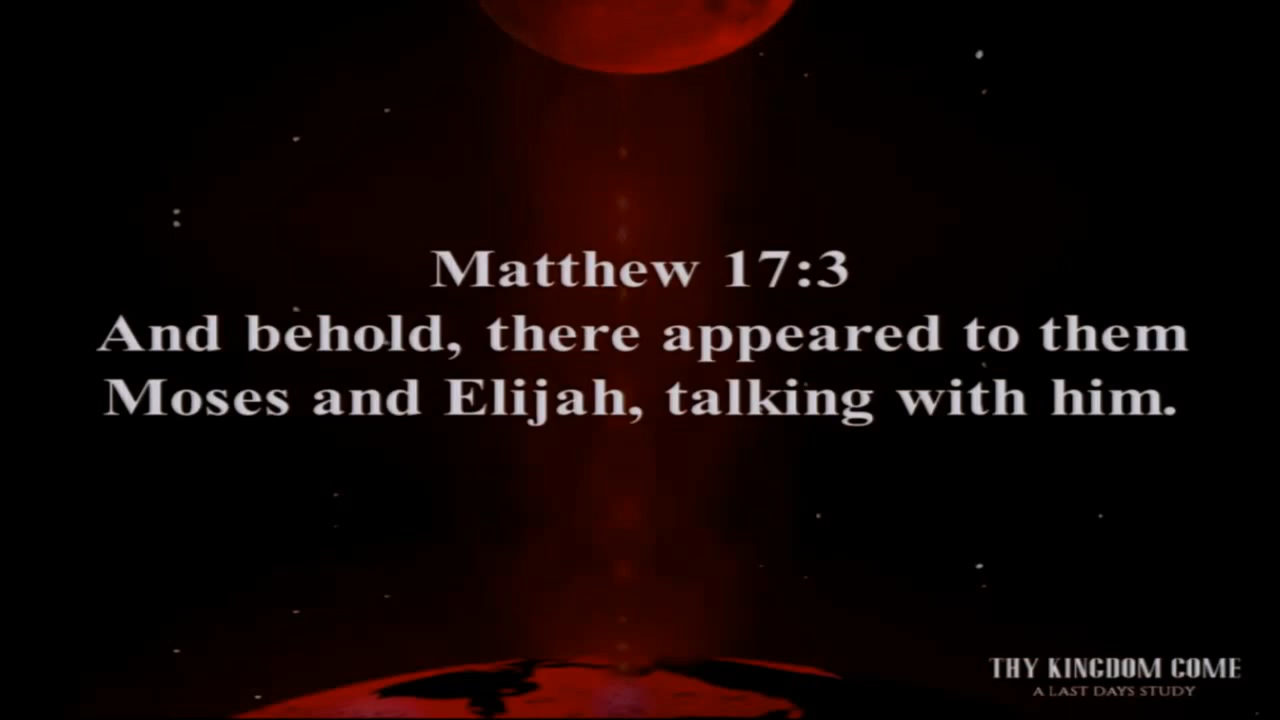 Matthew 17:3
And behold, there appeared to them
Moses and Elijah, talking with him.
THY KINGDOM COME
A LAST DAYS STUDY